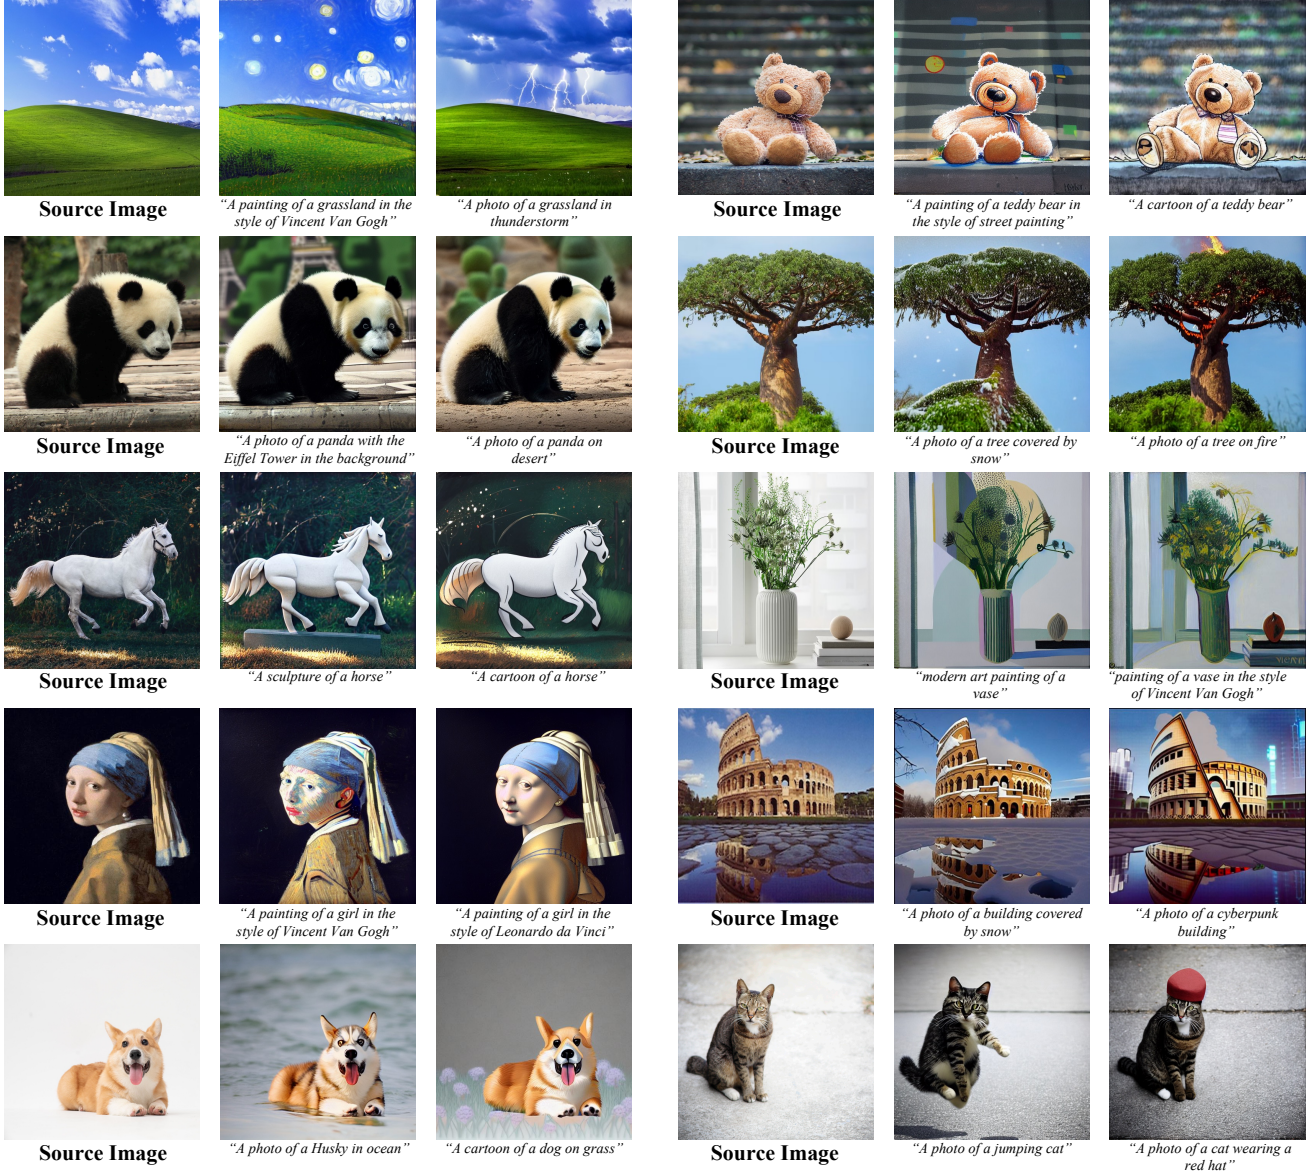 Source Image
“A painting of a grassland in the
style of Vincent Van Gogh”
“A photo of a grassland in
thunderstorm”
Source Image
“A painting of a teddy bear in
the style of street painting”
“A cartoon of a teddy bear”
Source Image
“A photo of a panda with the
Eiffel Tower in the background”
“A photo of a panda on
desert”
Source Image
“A photo of a tree covered by
snow”
“A photo of a tree on fire”
Source Image
“A sculpture of a horse”
“A cartoon of a horse”
Source Image
“modern art painting of a
vase”
“painting of a vase in the style
of Vincent Van Gogh”
Source Image
“A painting of a girl in the
style of Vincent Van Gogh”
“A painting of a girl in the
style of Leonardo da Vinci”
Source Image
“A photo of a building covered
by snow”
“A photo of a cyberpunk
building”
Source Image
“A photo of a Husky in ocean”
“A cartoon of a dog on grass”
Source Image
“A photo of a jumping cat”
“A photo of a cat wearing a
red hat”